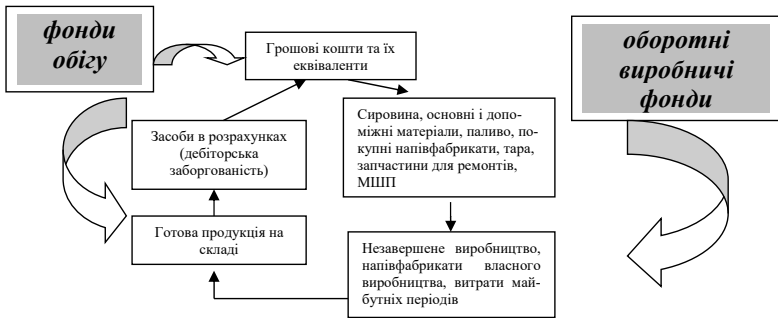 фонди
обігу
Грошові кошти та їх
еквіваленти
оборотні
виробничі
фонди
Засоби в розрахунках
(дебіторська
заборгованість)
Сировина, основні і допо-
міжні матеріали, паливо, по-
купні напівфабрикати, тара,
запчастини для ремонтів,
МШП
Готова продукція на
складі
Незавершене виробництво,
напівфабрикати власного
виробництва, витрати май-
бутніх періодів